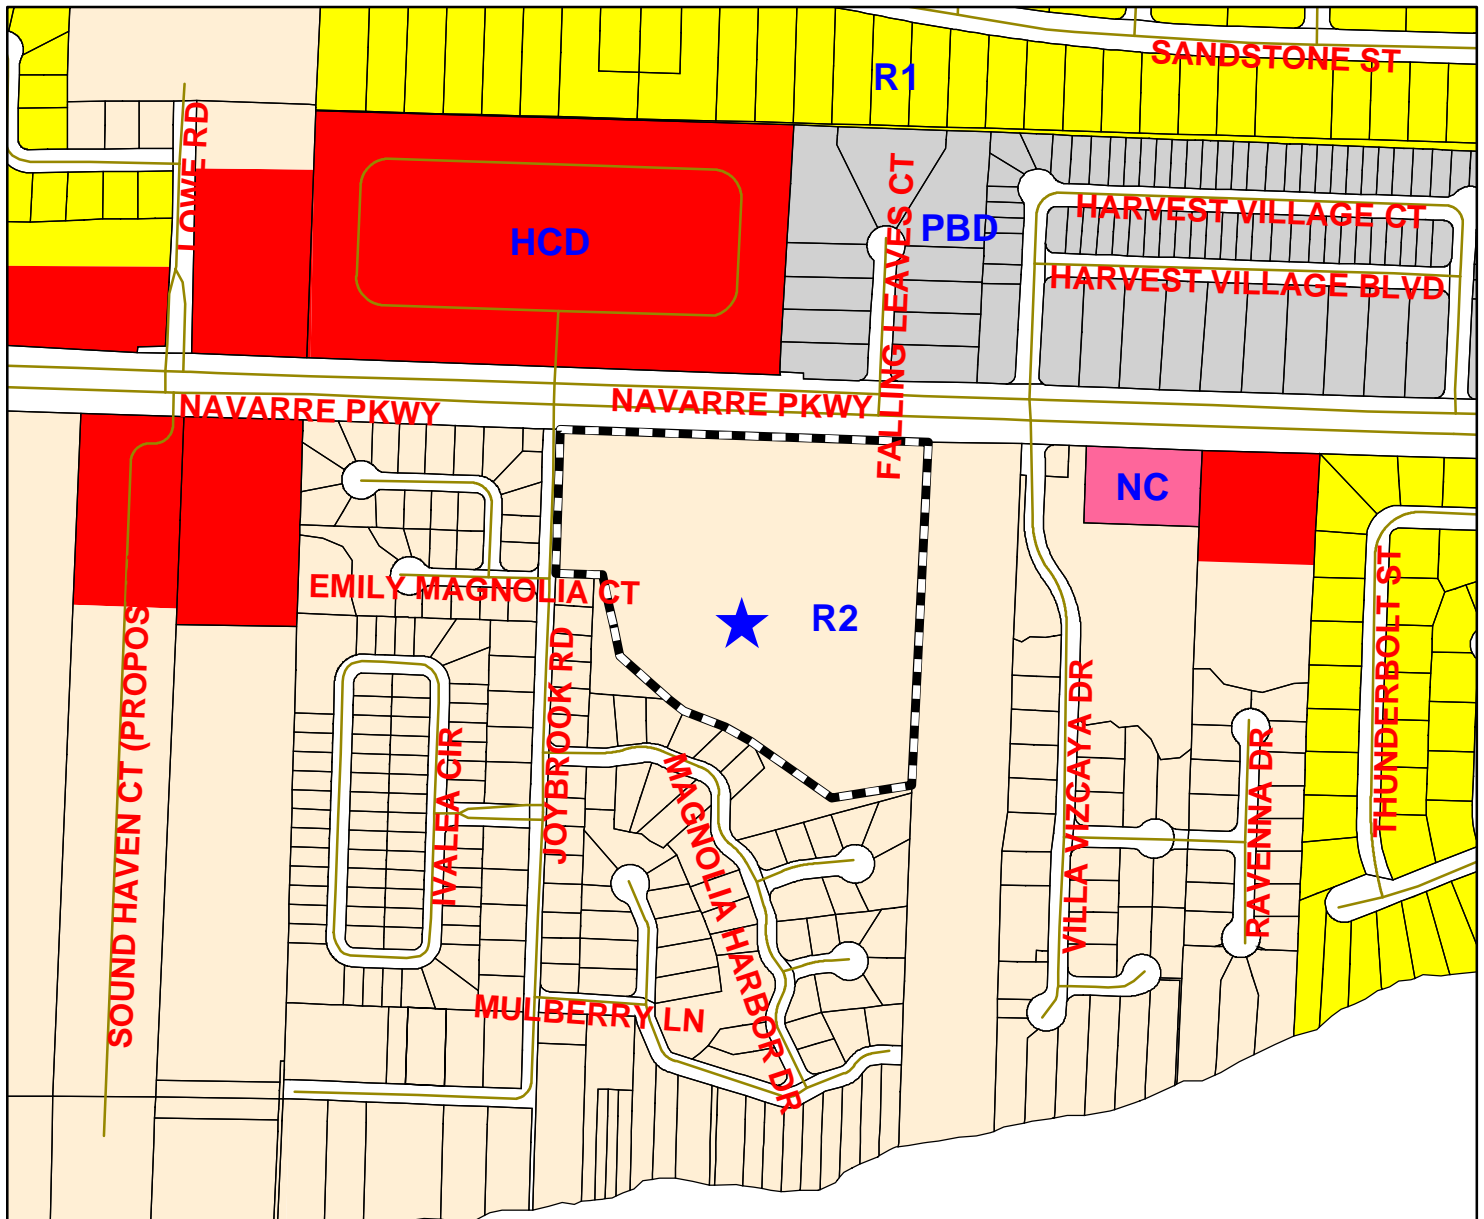 SANDSTONE ST
R1
LOWE RD
FALLING LEAVES CT
HARVEST VILLAGE CT
PBD
HCD
HARVEST VILLAGE BLVD
NAVARRE PKWY
NAVARRE PKWY
NC
EMILY MAGNOLIA CT
R2
THUNDERBOLT ST
SOUND HAVEN CT (PROPOS
JOYBROOK RD
VILLA VIZCAYA DR
IVALEA CIR
RAVENNA DR
MAGNOLIA HARBOR DR
MULBERRY LN